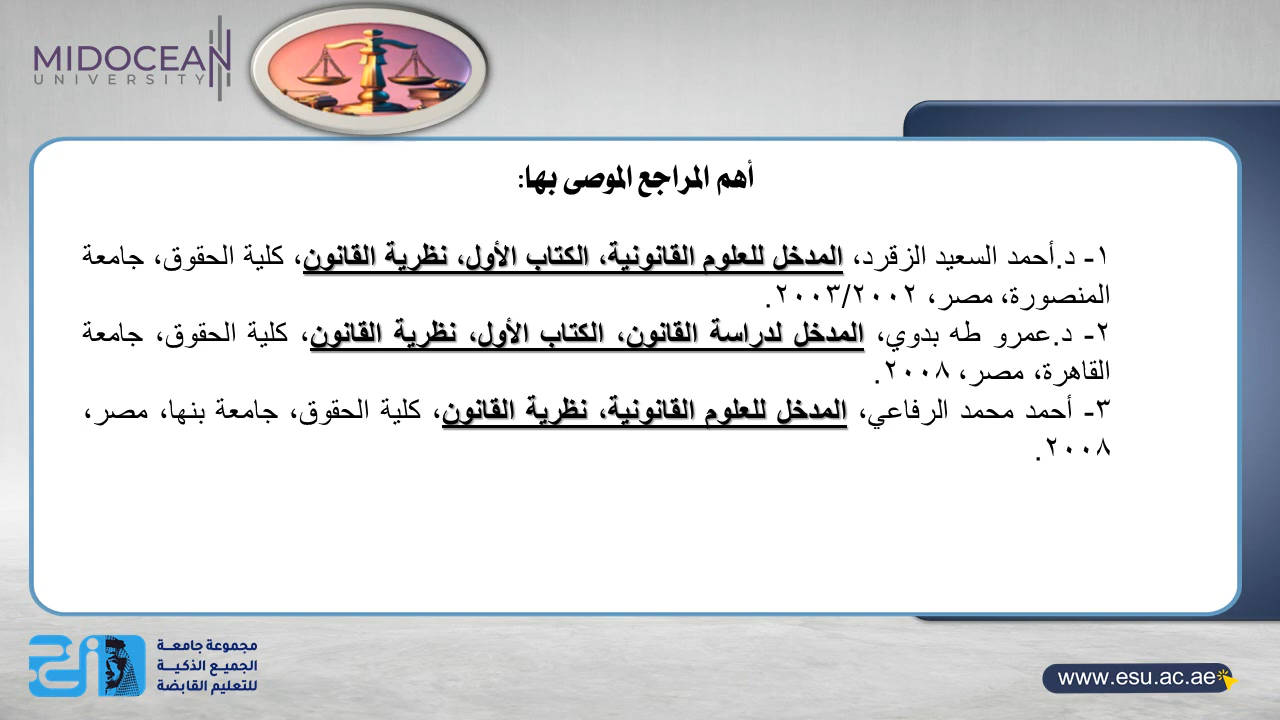 MIDOCEAN
UNIVERSITY
أهم المراجع الموصى بها:
١- د.أحمد السعيد الزقرد، المدخل للعلوم القانونية، الكتاب الأول، نظرية القانون، كلية الحقوق، جامعة
المنصورة، مصر، ٢٠٠٣/٢٠٠٢.
٢- د.عمرو طه بدوي، المدخل لدراسة القانون، الكتاب الأول، نظرية القانون، كلية الحقوق، جامعة
القاهرة، مصر، ٢٠٠٨.
٣- أحمد محمد الرفاعي، المدخل للعلوم القانونية، نظرية القانون، كلية الحقوق، جامعة بنها، مصر،
٢٠٠٨.
مجموعة جامعة
الجميع الذكية
للتعليم القابضة
www.esu.ac.ae